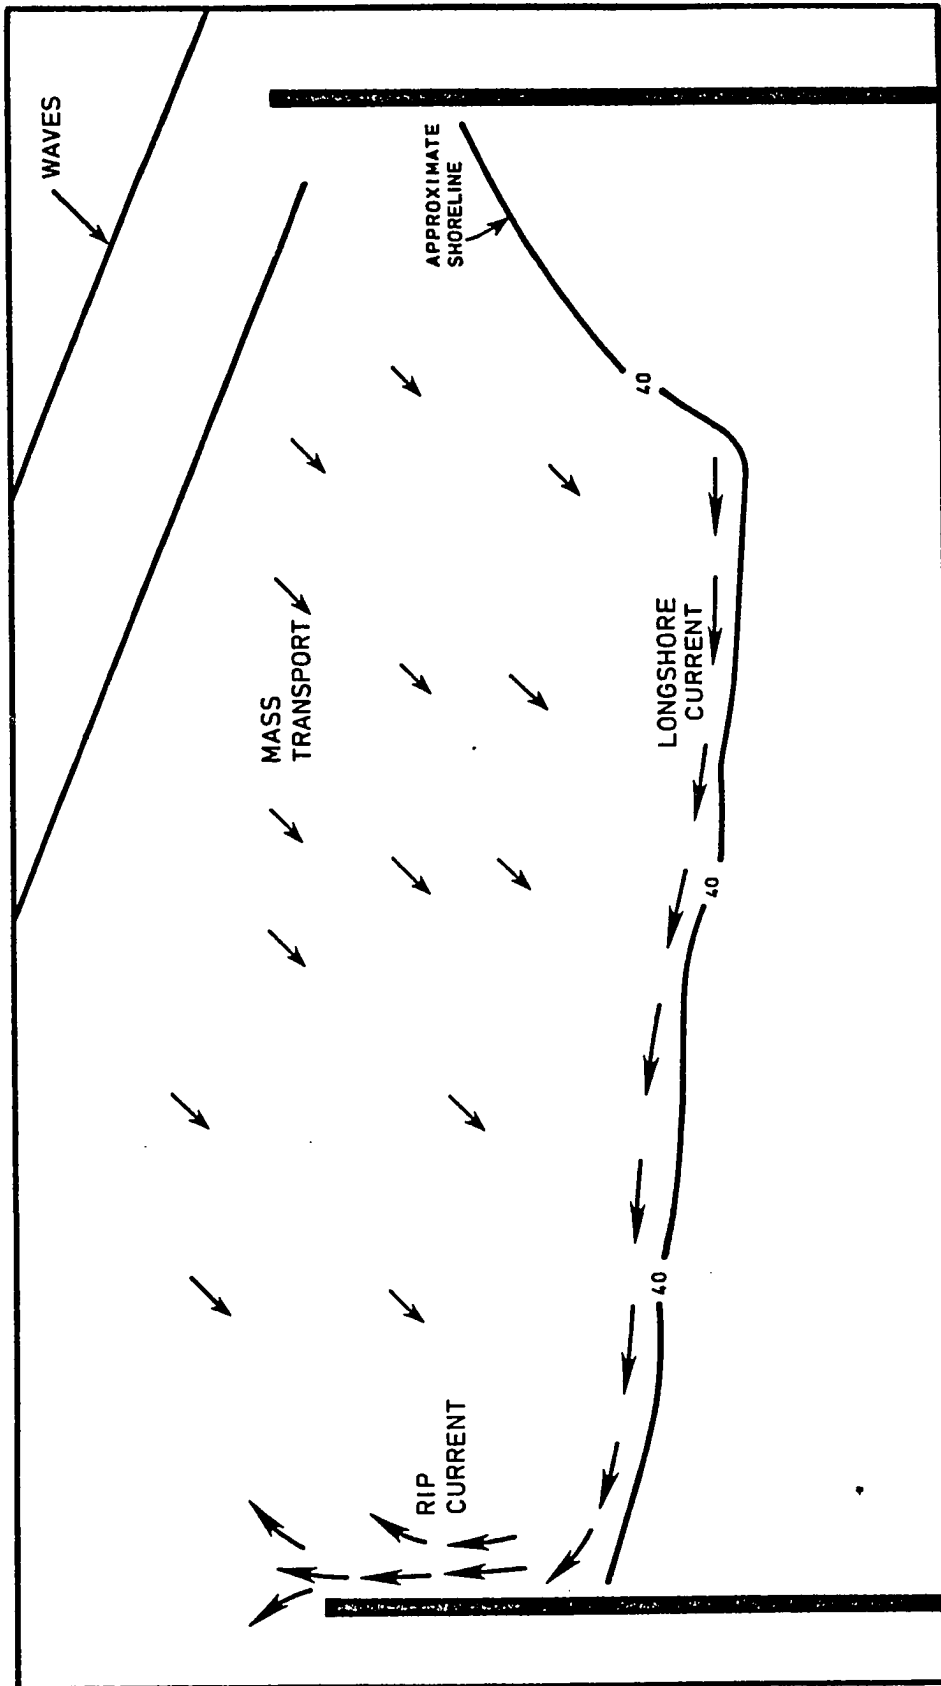 WAVES
MASS
TRANSPORT
RIP
CURRENT
APPROXIMATE
SHORELINE
40
LONGSHORE
CURRENT
40
40